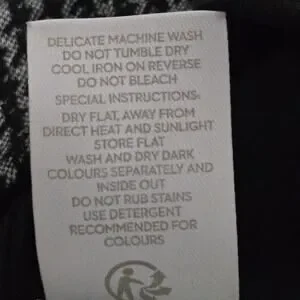 DELICATE MACHINE WASH
DO NOT TUMBLE DRY
COOL IRON ON REVERSE
DO NOT BLEACH
SPECIAL INSTRUCTIONS:
DRY FLAT, AWAY FROM
DIRECT HEAT AND SUNLIGHT
STORE FLAT
WASH AND DRY DARK
COLOURS SEPARATELY AND
INSIDE OUT
DO NOT RUB STAINS
USE DETERGENT
RECOMMENDED FOR
COLOURS